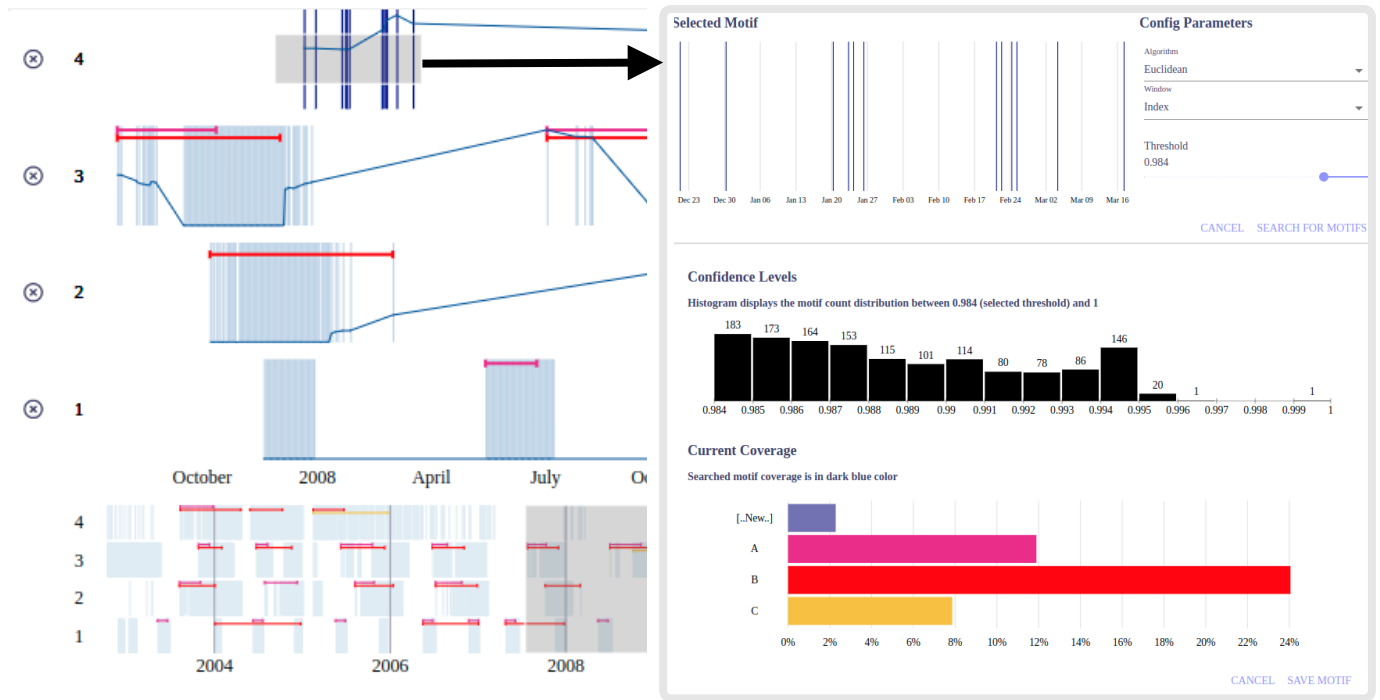 4
3
2
1
October 2008 April July Oc
4
3
2
1
2004 2006 2008
Selected Motif
Dec 23 Dec 30 Jan 06 Jan 13 Jan 20 Jan 27 Feb 03 Feb 10 Feb 17 Feb 24 Mar 02 Mar 09 Mar 16
Config Parameters
Algorithm
Euclidean
Window
Index
Threshold
0.984
CANCEL SEARCH FOR MOTIFS
Confidence Levels
Histogram displays the motif count distribution between 0.984 (selected threshold) and 1
183 173 164 153 115 101 114 80 78 86 146 20 1 1
0.984 0.985 0.986 0.987 0.988 0.989 0.99 0.991 0.992 0.993 0.994 0.995 0.996 0.997 0.998 0.999 1
Current Coverage
Searched motif coverage is in dark blue color
[..New..]
A
B
C
0% 2% 4% 6% 8% 10% 12% 14% 16% 18% 20% 22% 24%
CANCEL SAVE MOTIF